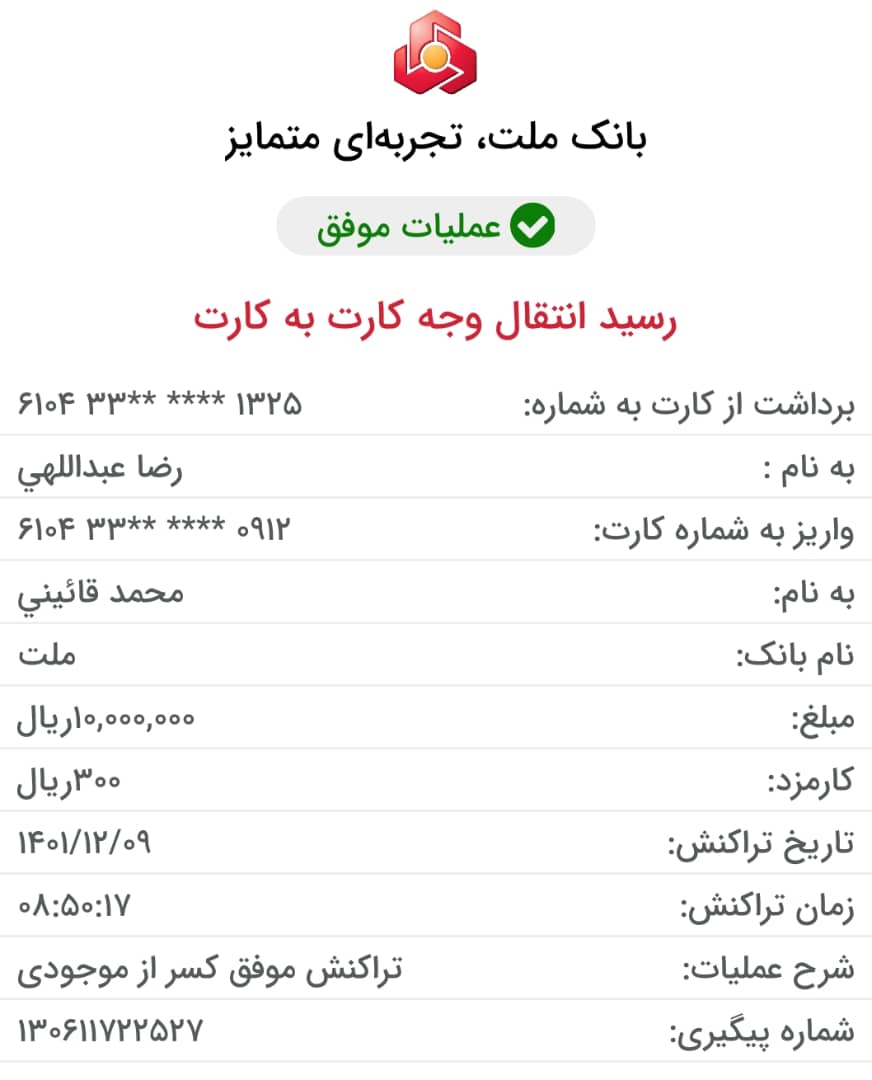 بانک ملت، تجربه‌ای متمایز
عملیات موفق
رسید انتقال وجه کارت به کارت
برداشت از کارت به شماره: ۶۱۰۴ ۳۳** **** ۱۳۲۵
به نام : رضا عبداللهي
واریز به شماره کارت: ۶۱۰۴ ۳۳** **** ۰۹۱۲
به نام: محمد قائيني
نام بانک: ملت
مبلغ: ۱۰,۰۰۰,۰۰۰ریال
کارمزد: ۳۰۰ریال
تاریخ تراکنش: ۱۴۰۱/۱۲/۰۹
زمان تراکنش: ۰۸:۵۰:۱۷
شرح عملیات: تراکنش موفق کسر از موجودی
شماره پیگیری: ۱۳۰۶۱۱۷۲۲۵۲۷